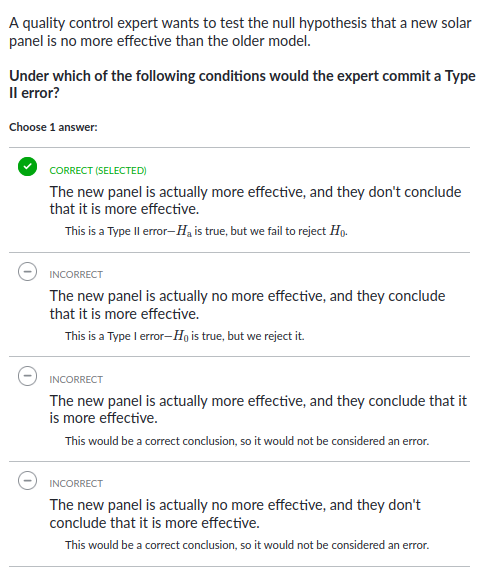 A quality control expert wants to test the null hypothesis that a new solar
panel is no more effective than the older model.
Under which of the following conditions would the expert commit a Type
II error?
Choose 1 answer:
CORRECT (SELECTED)
The new panel is actually more effective, and they don't conclude
that it is more effective.
This is a Type II error—Hₐ is true, but we fail to reject H₀.
INCORRECT
The new panel is actually no more effective, and they conclude
that it is more effective.
This is a Type I error—H₀ is true, but we reject it.
INCORRECT
The new panel is actually more effective, and they conclude that it
is more effective.
This would be a correct conclusion, so it would not be considered an error.
INCORRECT
The new panel is actually no more effective, and they don't
conclude that it is more effective.
This would be a correct conclusion, so it would not be considered an error.